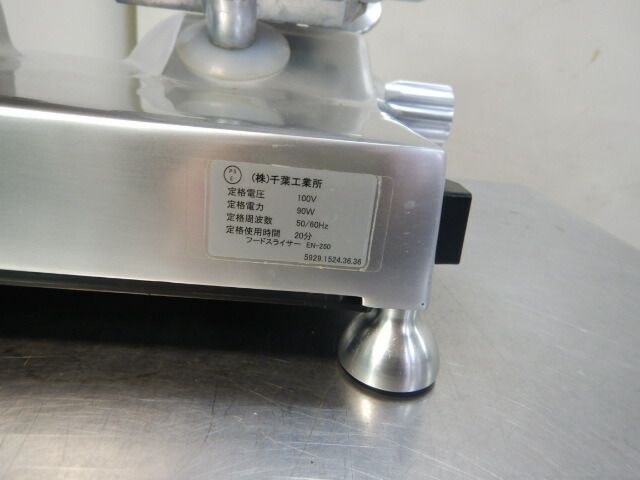 PS
E
(株)千葉工業所
定格電圧 100V
定格電力 90W
定格周波数 50/60Hz
定格使用時間 20分
フードスライサー EN-250
5929.1524.36.36